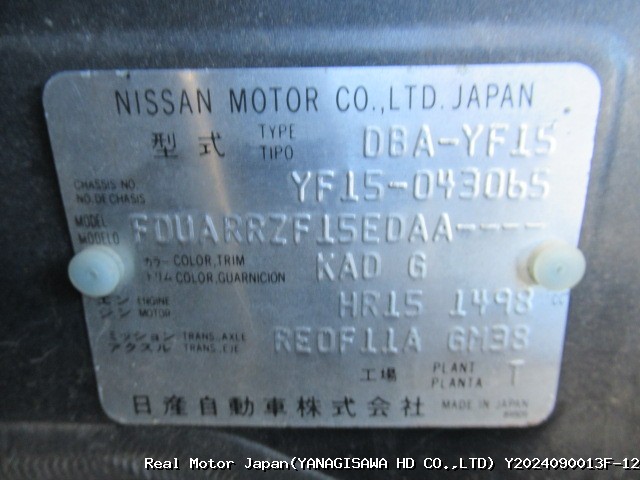 NISSAN MOTOR CO.,LTD. JAPAN
型式 TYPE TIPO DBA-YF15
CHASSIS NO. NO.DE CHASIS YF15-043065
MODEL MODELO FDUARRZF15EDAA----
カラー COLOR,TRIM トリム COLOR,GUARNICION KAD G
エンジン ENGINE MOTOR HR15 1498 CC
ミッション TRANS.,AXLE アクスル TRANS.,EJE RE0F11A GM38
工場 PLANT PLANTA T
日産自動車株式会社 MADE IN JAPAN
Real Motor Japan(YANAGISAWA HD CO.,LTD) Y2024090013F-12